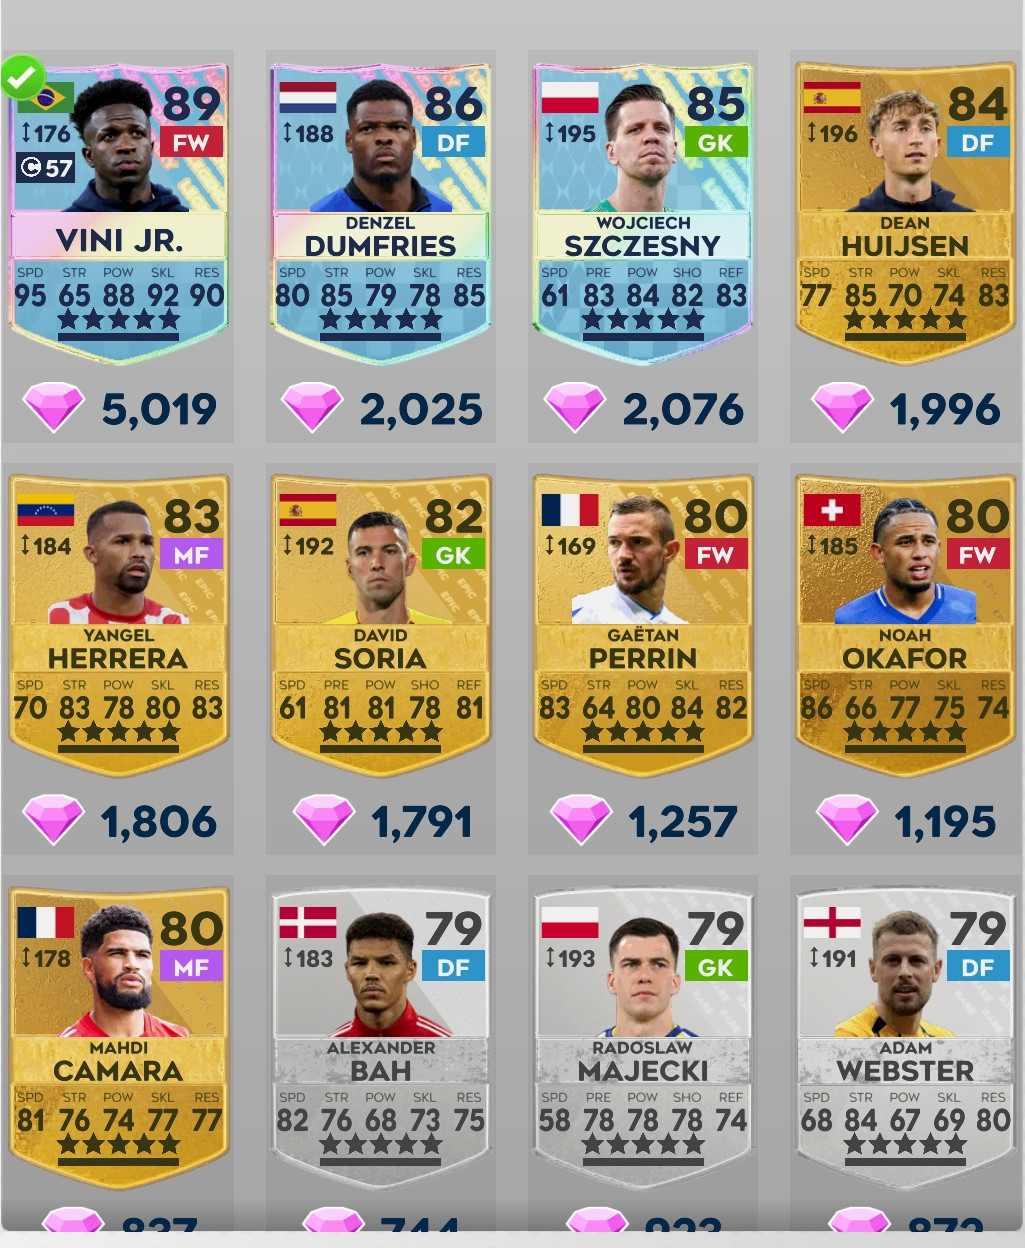 89 86 85 84
↕176 FW ↕188 DF ↕195 GK ↕196 DF
© 57
VINI JR. DENZEL DUMFRIES WOJCIECH SZCZESNY DEAN HUIJSEN
SPD STR POW SKL RES SPD STR POW SKL RES SPD PRE POW SHO REF SPD STR POW SKL RES
95 65 88 92 90 80 85 79 78 85 61 83 84 82 83 77 85 70 74 83
5,019 2,025 2,076 1,996
83 82 80 80
↕184 MF ↕192 GK ↕169 FW ↕185 FW
YANGEL DAVID GAËTAN NOAH
HERRERA SORIA PERRIN OKAFOR
SPD STR POW SKL RES SPD PRE POW SHO REF SPD STR POW SKL RES SPD STR POW SKL RES
70 83 78 80 83 61 81 81 78 81 83 64 80 84 82 86 66 77 75 74
1,806 1,791 1,257 1,195
80 79 79 79
↕178 MF ↕183 DF ↕193 GK ↕191 DF
MAHDI ALEXANDER RADOSLAW ADAM
CAMARA BAH MAJECKI WEBSTER
SPD STR POW SKL RES SPD STR POW SKL RES SPD PRE POW SHO REF SPD STR POW SKL RES
81 76 74 77 77 82 76 68 73 75 58 78 78 78 74 68 84 67 69 80